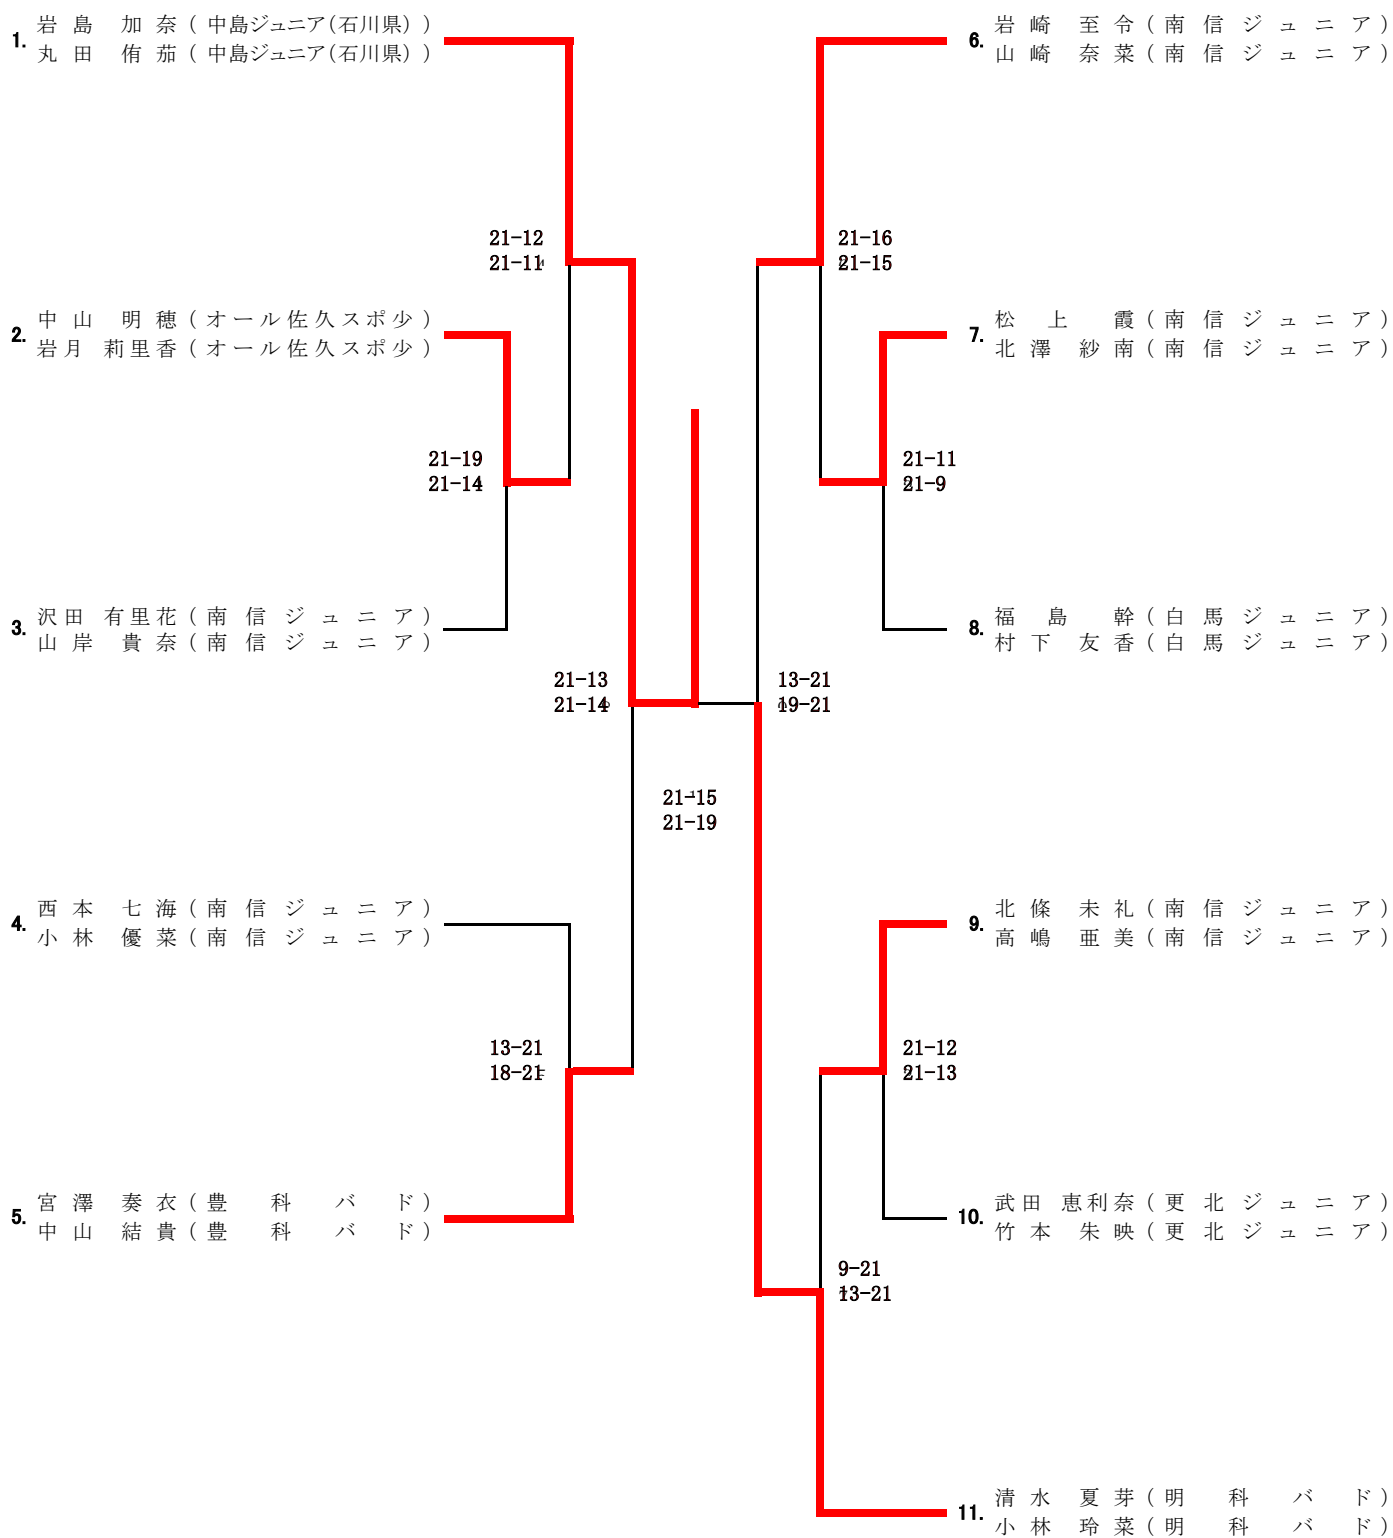 1. 岩島 加奈 ( 中島ジュニア(石川県) )
丸田 侑茄 ( 中島ジュニア(石川県) )
21-12
21-11
2. 中山 明穂 ( オール佐久スポ少 )
岩月 莉里香 ( オール佐久スポ少 )
21-19
21-14
3. 沢田 有里花 ( 南信ジュニア )
山岸 貴奈 ( 南信ジュニア )
21-13
21-14
4. 西本 七海 ( 南信ジュニア )
小林 優菜 ( 南信ジュニア )
13-21
18-21
5. 宮澤 奏衣 ( 豊科バド )
中山 結貴 ( 豊科バド )
21-15
21-19
6. 岩崎 至令 ( 南信ジュニア )
山崎 奈菜 ( 南信ジュニア )
21-16
21-15
7. 松上 霞 ( 南信ジュニア )
北澤 紗南 ( 南信ジュニア )
21-11
21-9
8. 福島 幹 ( 白馬ジュニア )
村下 友香 ( 白馬ジュニア )
13-21
19-21
9. 北條 未礼 ( 南信ジュニア )
高嶋 亜美 ( 南信ジュニア )
21-12
21-13
10. 武田 恵利奈 ( 更北ジュニア )
竹本 朱映 ( 更北ジュニア )
9-21
13-21
11. 清水 夏芽 ( 明科バド )
小林 玲菜 ( 明科バド )